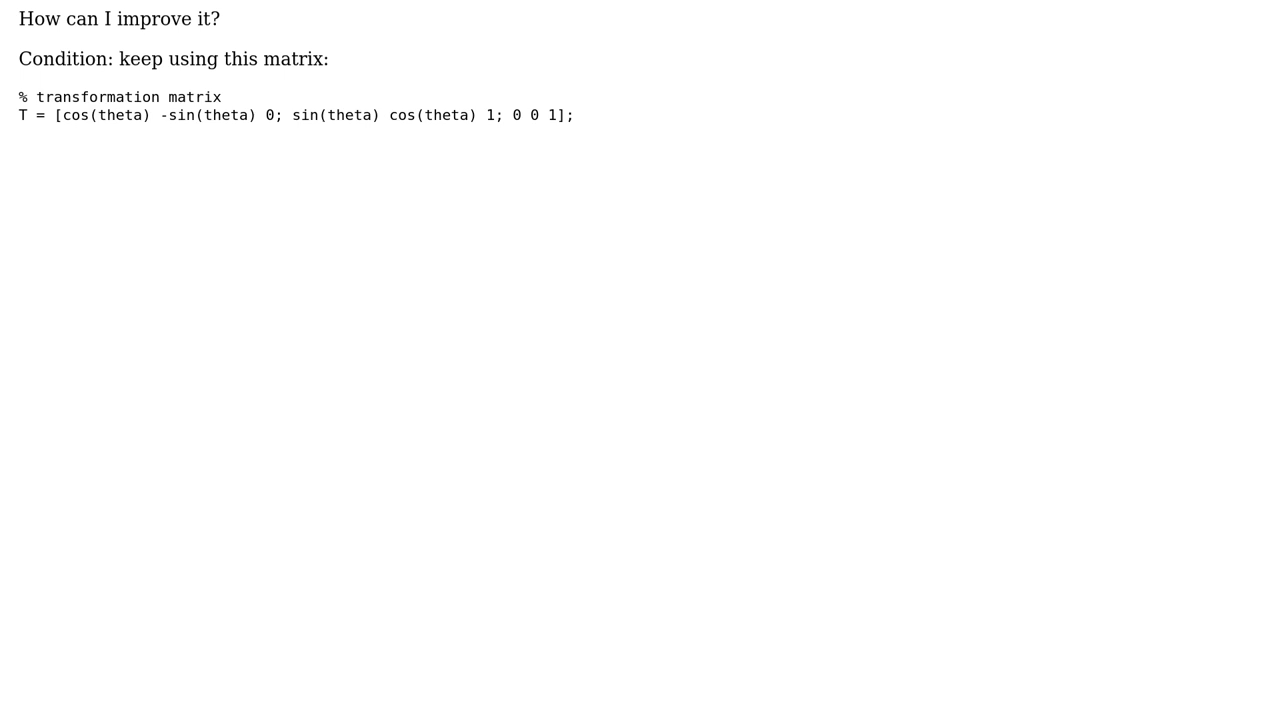 How can I improve it?
Condition: keep using this matrix:
% transformation matrix
T = [cos(theta) -sin(theta) 0; sin(theta) cos(theta) 1; 0 0 1];